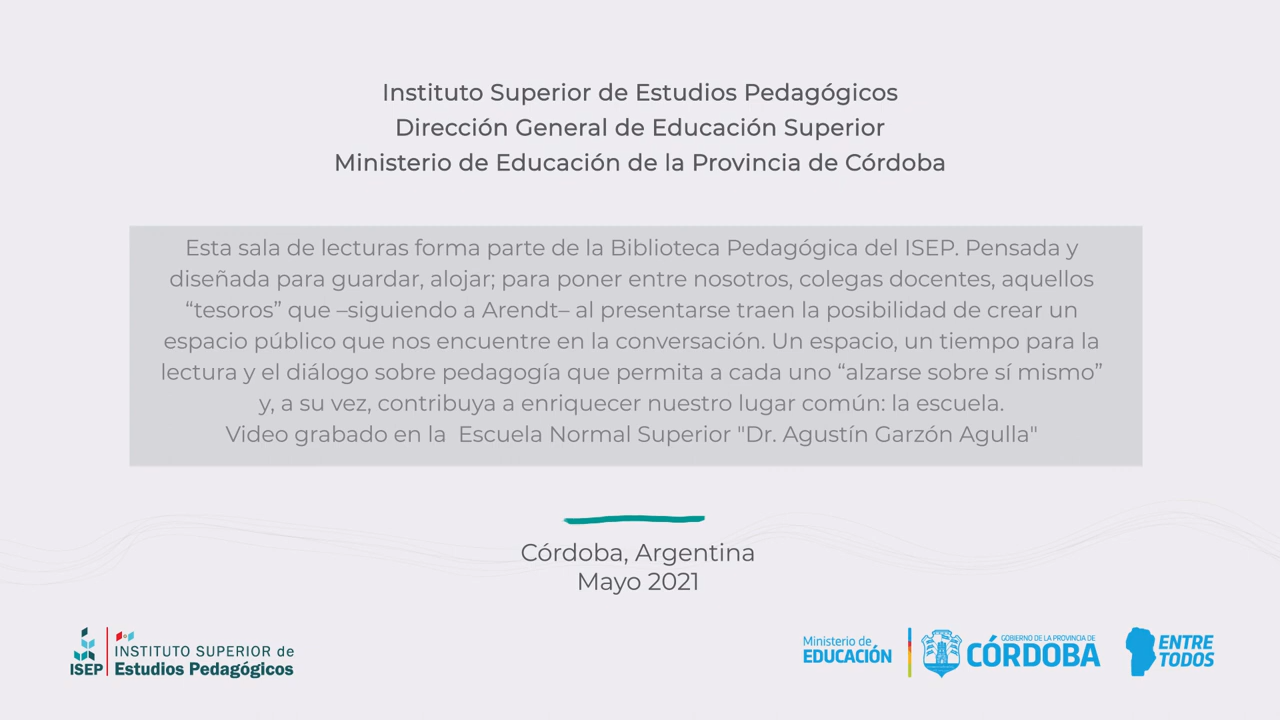 Instituto Superior de Estudios Pedagógicos
Dirección General de Educación Superior
Ministerio de Educación de la Provincia de Córdoba
Esta sala de lecturas forma parte de la Biblioteca Pedagógica del ISEP. Pensada y
diseñada para guardar, alojar; para poner entre nosotros, colegas docentes, aquellos
“tesoros” que –siguiendo a Arendt– al presentarse traen la posibilidad de crear un
espacio público que nos encuentre en la conversación. Un espacio, un tiempo para la
lectura y el diálogo sobre pedagogía que permita a cada uno “alzarse sobre sí mismo”
y, a su vez, contribuya a enriquecer nuestro lugar común: la escuela.
Video grabado en la  Escuela Normal Superior "Dr. Agustín Garzón Agulla"
Córdoba, Argentina
Mayo 2021
ISEP
INSTITUTO SUPERIOR de
Estudios Pedagógicos
Ministerio de
EDUCACIÓN
GOBIERNO DE LA PROVINCIA DE
CÓRDOBA
ENTRE
TODOS